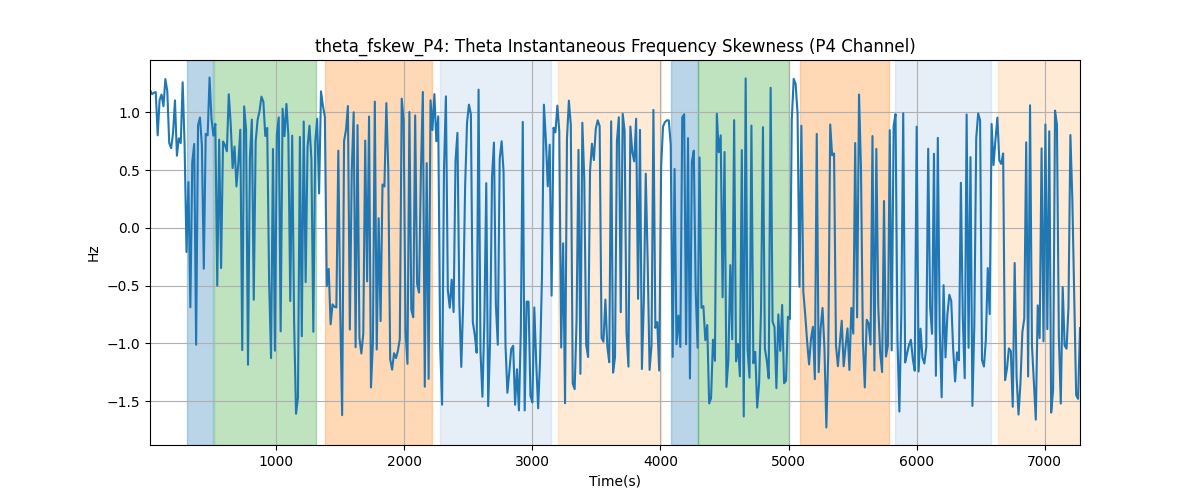 theta_fskew_P4: Theta Instantaneous Frequency Skewness (P4 Channel)
1.0
0.5
0.0
−0.5
−1.0
−1.5
Hz
1000 2000 3000 4000 5000 6000 7000
Time(s)